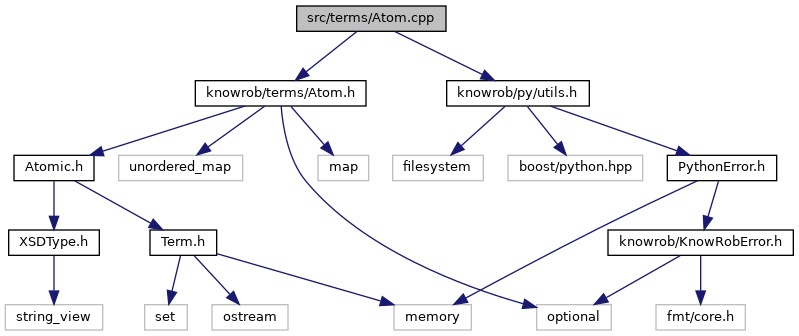 src/terms/Atom.cpp
knowrob/terms/Atom.h
knowrob/py/utils.h
Atomic.h
unordered_map
map
filesystem
boost/python.hpp
PythonError.h
XSDType.h
Term.h
knowrob/KnowRobError.h
string_view
set
ostream
memory
optional
fmt/core.h